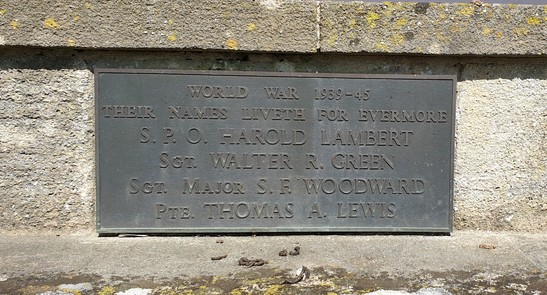 WORLD WAR 1939-45
THEIR NAMES LIVETH FOR EVERMORE
S. P. O. HAROLD LAMBERT
SGT. WALTER R. GREEN
SGT. MAJOR S. F. WOODWARD
PTE. THOMAS A. LEWIS